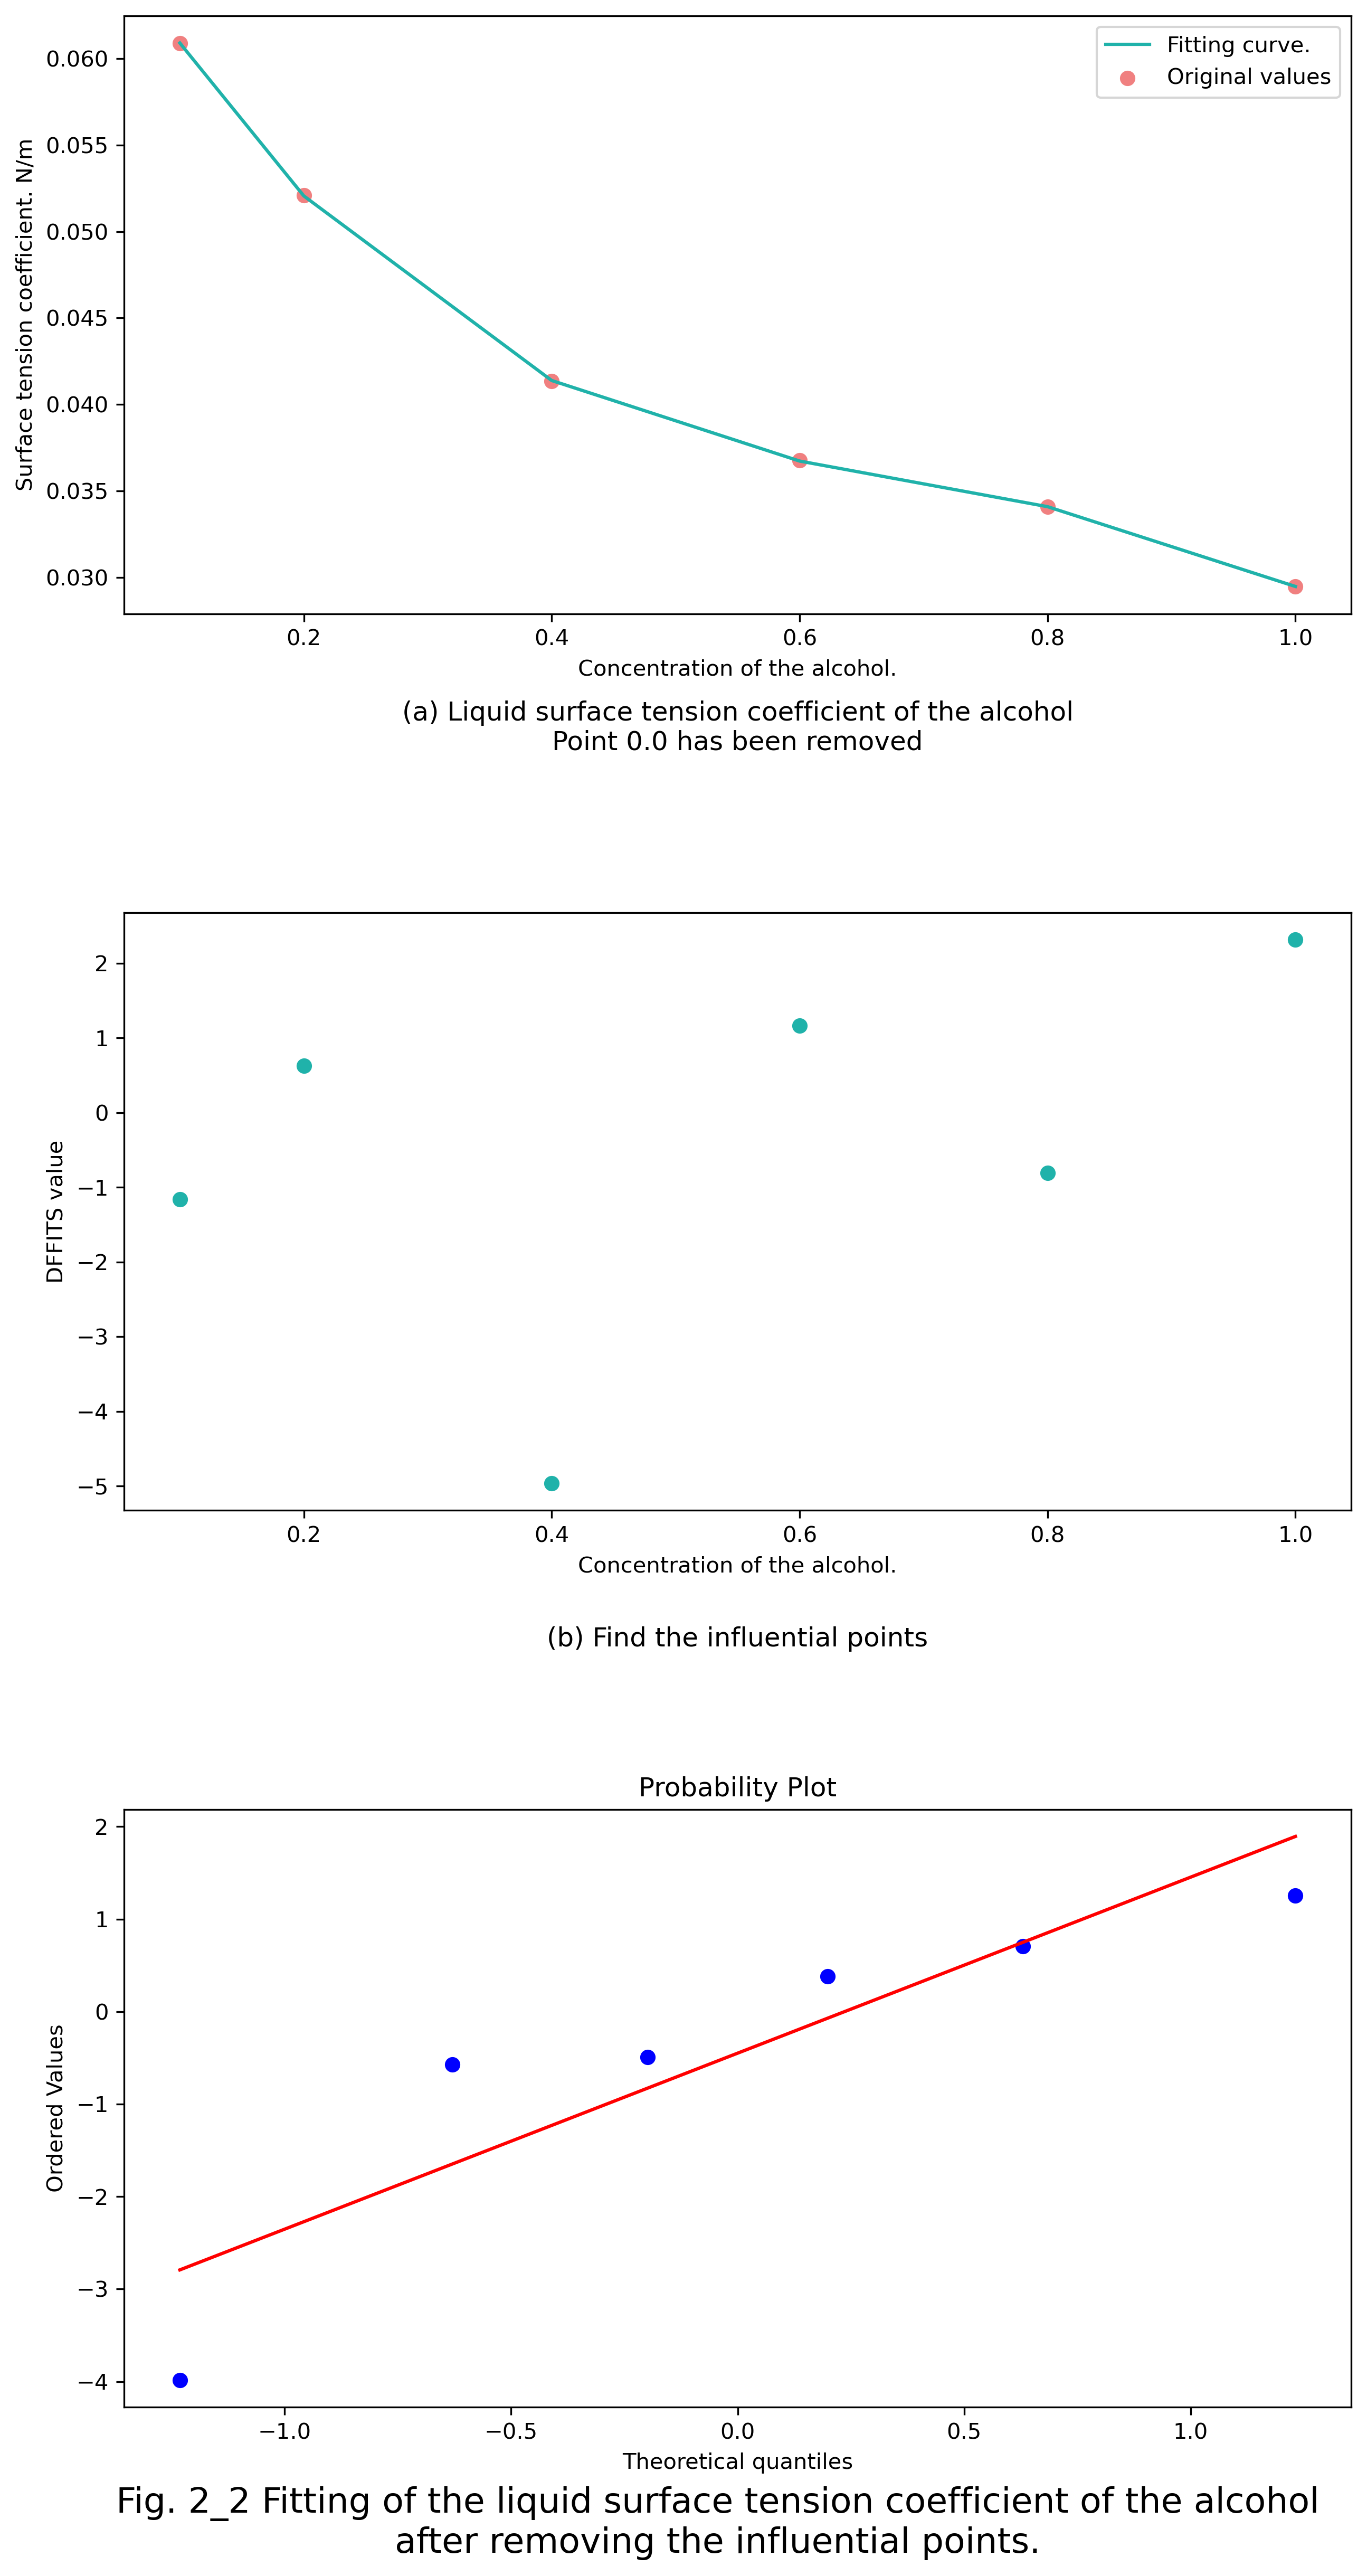 0.060
0.055
0.050
0.045
0.040
0.035
0.030
Surface tension coefficient. N/m
Fitting curve.
Original values
0.2 0.4 0.6 0.8 1.0
Concentration of the alcohol.
(a) Liquid surface tension coefficient of the alcohol
Point 0.0 has been removed
2
1
0
−1
−2
−3
−4
−5
DFFITS value
0.2 0.4 0.6 0.8 1.0
Concentration of the alcohol.
(b) Find the influential points
Probability Plot
2
1
0
−1
−2
−3
−4
Ordered Values
−1.0 −0.5 0.0 0.5 1.0
Theoretical quantiles
Fig. 2_2 Fitting of the liquid surface tension coefficient of the alcohol
after removing the influential points.